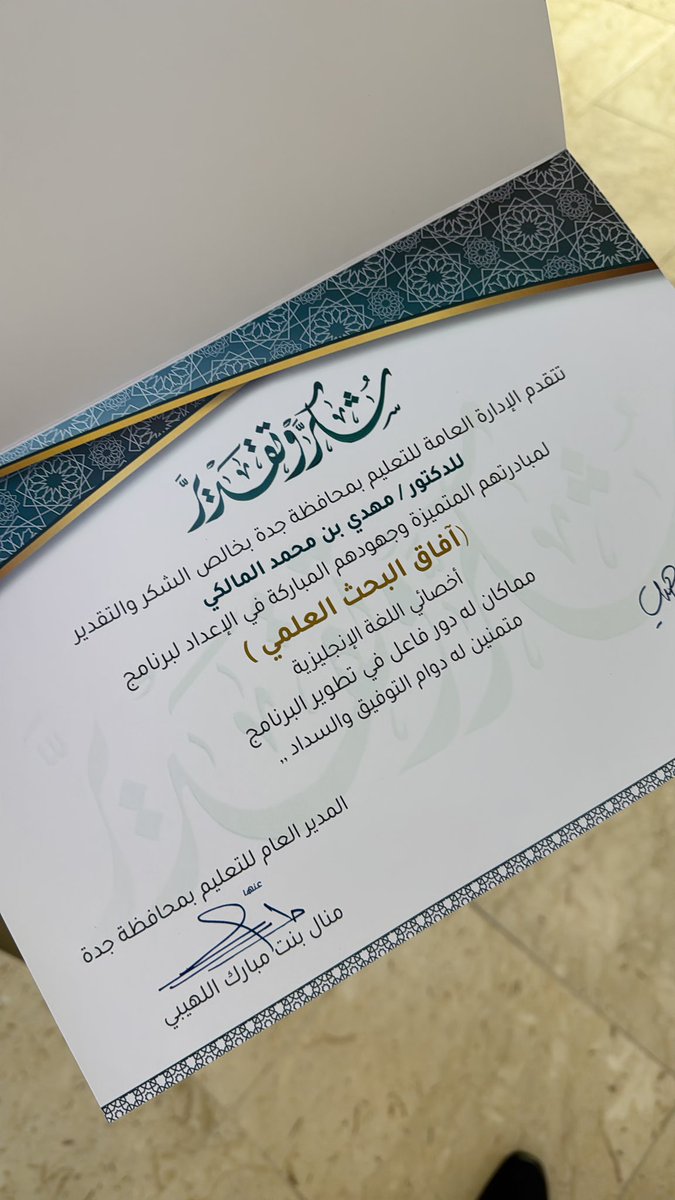 شكر وتقدير
تتقدم الإدارة العامة للتعليم بمحافظة جدة بخالص الشكر والتقدير
للدكتور / مهدي بن محمد المالكي
لمبادرتهم المتميزة وجهودهم المباركة في الإعداد لبرنامج
(آفاق البحث العلمي )
أخصائي اللغة الإنجليزية
مماكان له دور فاعل في تطوير البرنامج
متمنين له دوام التوفيق والسداد ,,
المدير العام للتعليم بمحافظة جدة
عنها
منال بنت مبارك اللهيبي